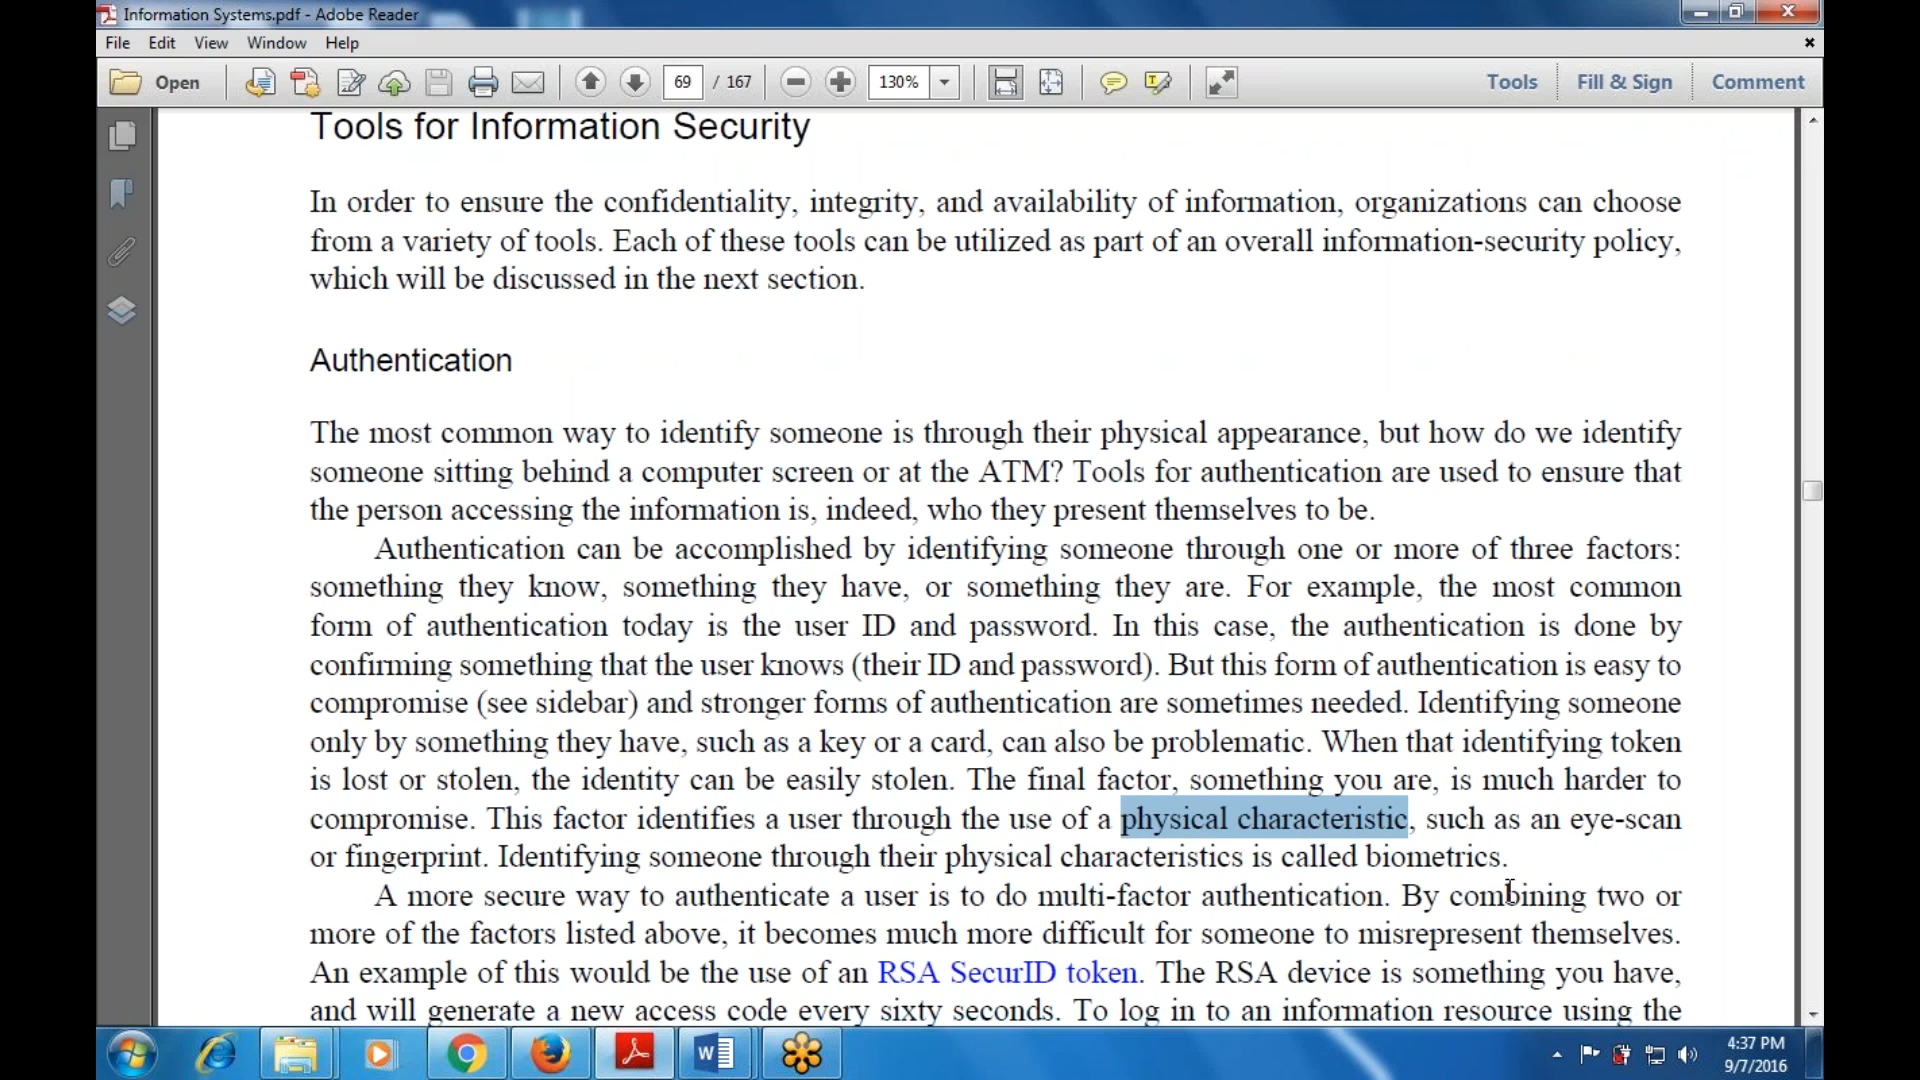 Information Systems.pdf - Adobe Reader
File Edit View Window Help
Open 69 / 167 130% Tools Fill & Sign Comment
Tools for Information Security
In order to ensure the confidentiality, integrity, and availability of information, organizations can choose
from a variety of tools. Each of these tools can be utilized as part of an overall information-security policy,
which will be discussed in the next section.
Authentication
The most common way to identify someone is through their physical appearance, but how do we identify
someone sitting behind a computer screen or at the ATM? Tools for authentication are used to ensure that
the person accessing the information is, indeed, who they present themselves to be.
Authentication can be accomplished by identifying someone through one or more of three factors:
something they know, something they have, or something they are. For example, the most common
form of authentication today is the user ID and password. In this case, the authentication is done by
confirming something that the user knows (their ID and password). But this form of authentication is easy to
compromise (see sidebar) and stronger forms of authentication are sometimes needed. Identifying someone
only by something they have, such as a key or a card, can also be problematic. When that identifying token
is lost or stolen, the identity can be easily stolen. The final factor, something you are, is much harder to
compromise. This factor identifies a user through the use of a physical characteristic, such as an eye-scan
or fingerprint. Identifying someone through their physical characteristics is called biometrics.
A more secure way to authenticate a user is to do multi-factor authentication. By combining two or
more of the factors listed above, it becomes much more difficult for someone to misrepresent themselves.
An example of this would be the use of an RSA SecurID token. The RSA device is something you have,
and will generate a new access code every sixty seconds. To log in to an information resource using the
4:37 PM
9/7/2016